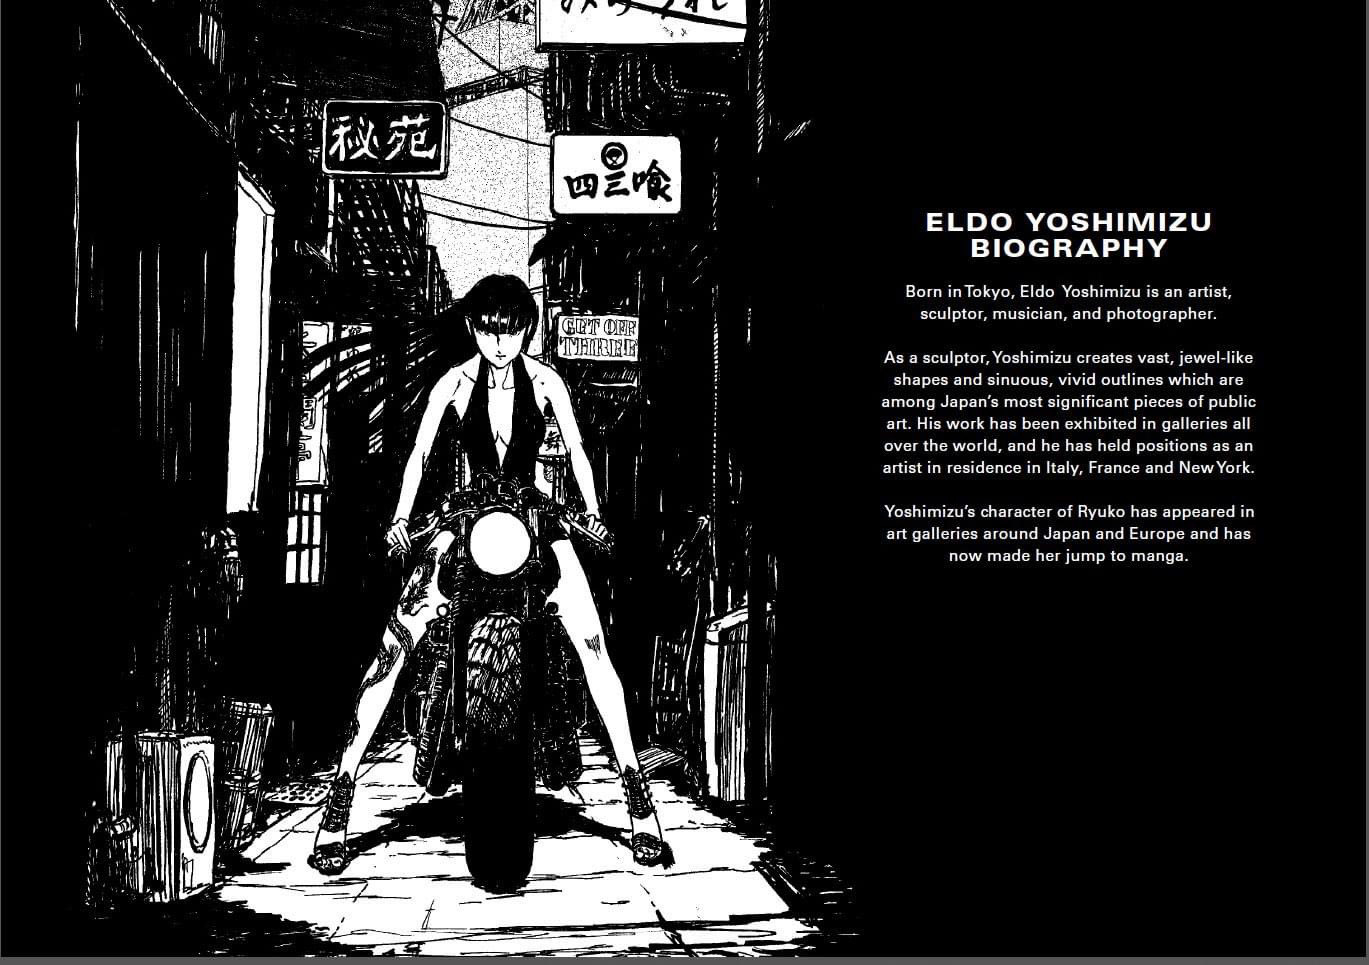 秘苑
四三喰
GET OFF
THREE
ELDO YOSHIMIZU
BIOGRAPHY
Born in Tokyo, Eldo Yoshimizu is an artist,
sculptor, musician, and photographer.
As a sculptor, Yoshimizu creates vast, jewel-like
shapes and sinuous, vivid outlines which are
among Japan's most significant pieces of public
art. His work has been exhibited in galleries all
over the world, and he has held positions as an
artist in residence in Italy, France and New York.
Yoshimizu's character of Ryuko has appeared in
art galleries around Japan and Europe and has
now made her jump to manga.